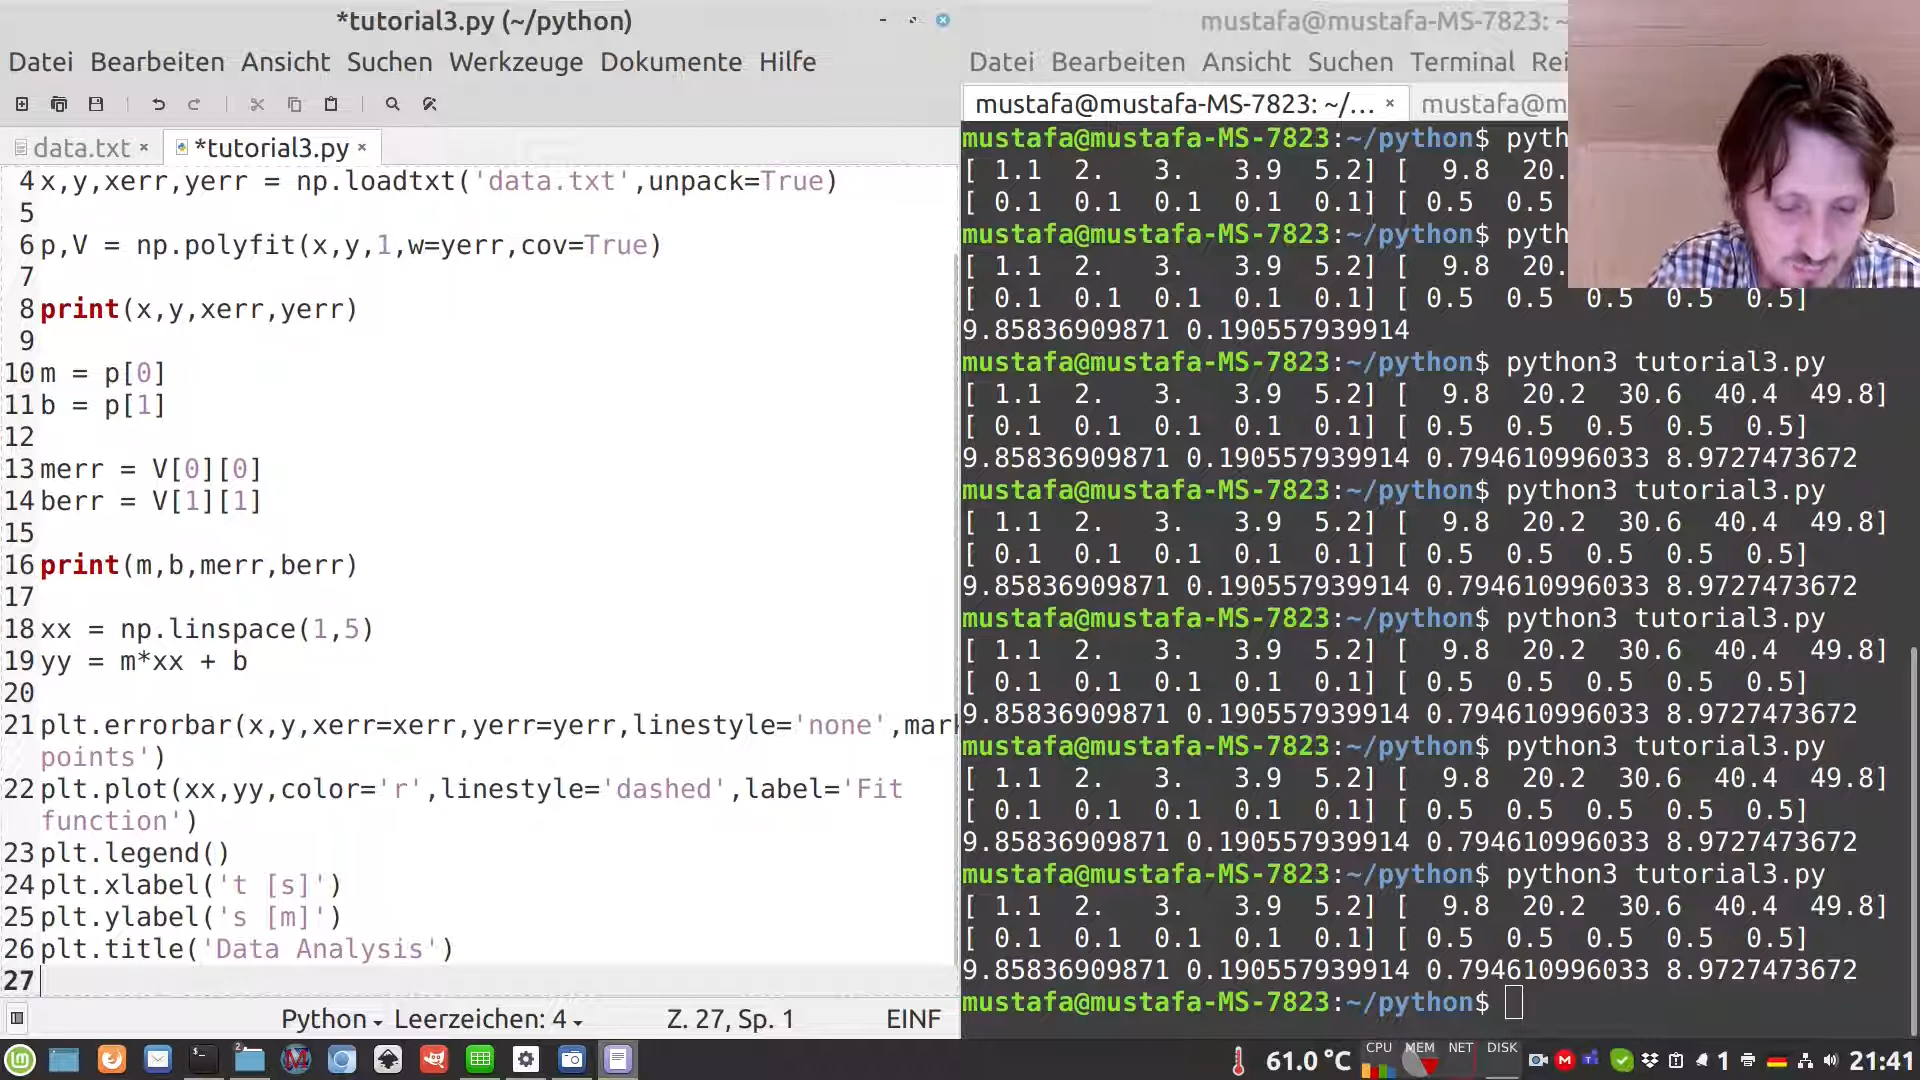 *tutorial3.py (~/python)
Datei Bearbeiten Ansicht Suchen Werkzeuge Dokumente Hilfe
data.txt × *tutorial3.py ×
4 x,y,xerr,yerr = np.loadtxt('data.txt',unpack=True)
5
6 p,V = np.polyfit(x,y,1,w=yerr,cov=True)
7
8 print(x,y,xerr,yerr)
9
10 m = p[0]
11 b = p[1]
12
13 merr = V[0][0]
14 berr = V[1][1]
15
16 print(m,b,merr,berr)
17
18 xx = np.linspace(1,5)
19 yy = m*xx + b
20
21 plt.errorbar(x,y,xerr=xerr,yerr=yerr,linestyle='none',mark
points')
22 plt.plot(xx,yy,color='r',linestyle='dashed',label='Fit
function')
23 plt.legend()
24 plt.xlabel('t [s]')
25 plt.ylabel('s [m]')
26 plt.title('Data Analysis')
27
Python Leerzeichen: 4 Z. 27, Sp. 1 EINF
mustafa@mustafa-MS-7823: ~
Datei Bearbeiten Ansicht Suchen Terminal Rei
mustafa@mustafa-MS-7823: ~/... × mustafa@m
mustafa@mustafa-MS-7823:~/python$ pyth
[ 1.1 2. 3. 3.9 5.2] [ 9.8 20.
[ 0.1 0.1 0.1 0.1 0.1] [ 0.5 0.5
mustafa@mustafa-MS-7823:~/python$ pyth
[ 1.1 2. 3. 3.9 5.2] [ 9.8 20.
[ 0.1 0.1 0.1 0.1 0.1] [ 0.5 0.5 0.5 0.5 0.5]
9.85836909871 0.190557939914
mustafa@mustafa-MS-7823:~/python$ python3 tutorial3.py
[ 1.1 2. 3. 3.9 5.2] [ 9.8 20.2 30.6 40.4 49.8]
[ 0.1 0.1 0.1 0.1 0.1] [ 0.5 0.5 0.5 0.5 0.5]
9.85836909871 0.190557939914 0.794610996033 8.9727473672
mustafa@mustafa-MS-7823:~/python$ python3 tutorial3.py
[ 1.1 2. 3. 3.9 5.2] [ 9.8 20.2 30.6 40.4 49.8]
[ 0.1 0.1 0.1 0.1 0.1] [ 0.5 0.5 0.5 0.5 0.5]
9.85836909871 0.190557939914 0.794610996033 8.9727473672
mustafa@mustafa-MS-7823:~/python$ python3 tutorial3.py
[ 1.1 2. 3. 3.9 5.2] [ 9.8 20.2 30.6 40.4 49.8]
[ 0.1 0.1 0.1 0.1 0.1] [ 0.5 0.5 0.5 0.5 0.5]
9.85836909871 0.190557939914 0.794610996033 8.9727473672
mustafa@mustafa-MS-7823:~/python$ python3 tutorial3.py
[ 1.1 2. 3. 3.9 5.2] [ 9.8 20.2 30.6 40.4 49.8]
[ 0.1 0.1 0.1 0.1 0.1] [ 0.5 0.5 0.5 0.5 0.5]
9.85836909871 0.190557939914 0.794610996033 8.9727473672
mustafa@mustafa-MS-7823:~/python$ python3 tutorial3.py
[ 1.1 2. 3. 3.9 5.2] [ 9.8 20.2 30.6 40.4 49.8]
[ 0.1 0.1 0.1 0.1 0.1] [ 0.5 0.5 0.5 0.5 0.5]
9.85836909871 0.190557939914 0.794610996033 8.9727473672
mustafa@mustafa-MS-7823:~/python$
2 61.0 °C CPU MEM NET DISK 1 21:41